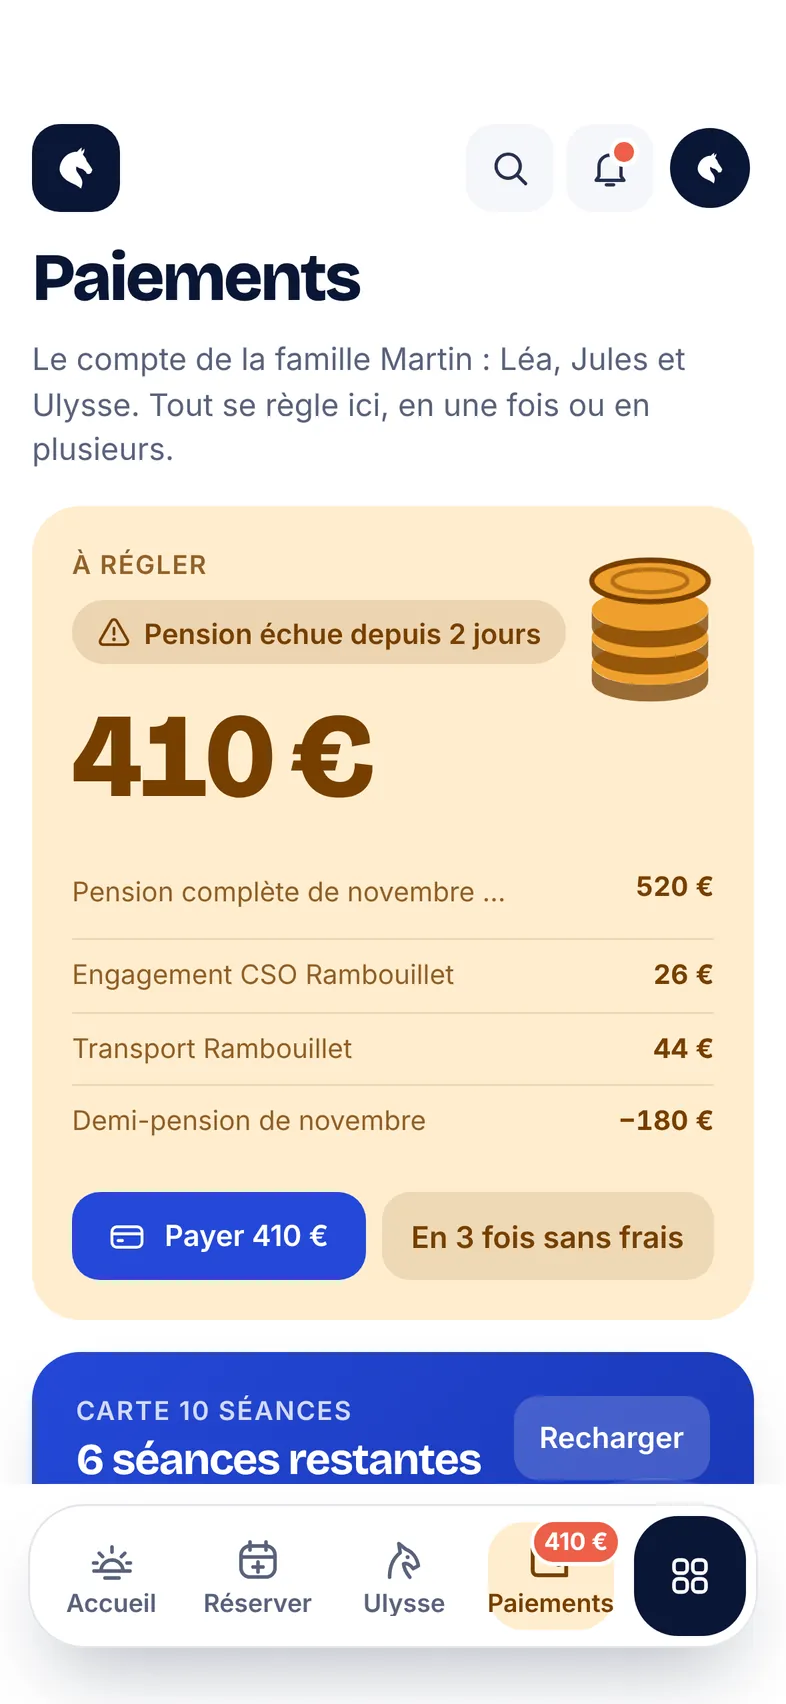 Paiements
Le compte de la famille Martin : Léa, Jules et
Ulysse. Tout se règle ici, en une fois ou en
plusieurs.
À RÉGLER
Pension échue depuis 2 jours
410 €
Pension complète de novembre ... 520 €
Engagement CSO Rambouillet 26 €
Transport Rambouillet 44 €
Demi-pension de novembre −180 €
Payer 410 € En 3 fois sans frais
CARTE 10 SÉANCES
6 séances restantes
Recharger
410 €
Accueil Réserver Ulysse Paiements